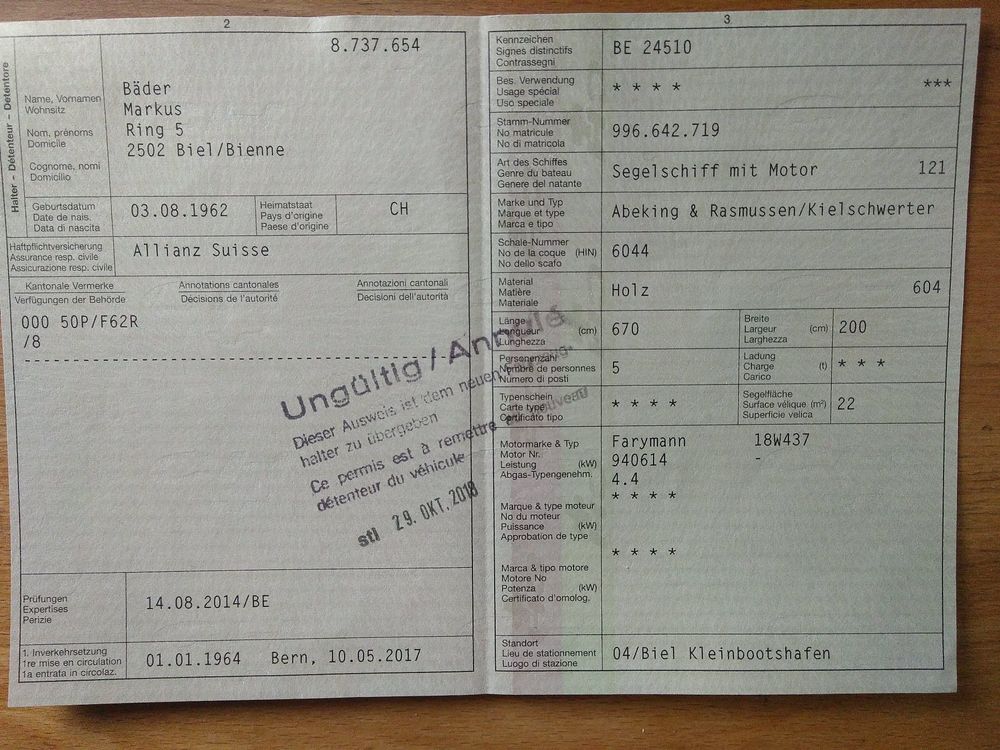 2
8.737.654
Halter – Détenteur – Detentore
Name, Vornamen
Wohnsitz
Nom, prénoms
Domicile
Cognome, nomi
Domicilio
Bäder
Markus
Ring 5
2502 Biel/Bienne
Geburtsdatum
Date de nais.
Data di nascita
03.08.1962
Heimatstaat
Pays d'origine
Paese d'origine
CH
Haftpflichtversicherung
Assurance resp. civile
Assicurazione resp. civile
Allianz Suisse
Kantonale Vermerke
Verfügungen der Behörde
Annotations cantonales
Décisions de l'autorité
Annotazioni cantonali
Decisioni dell'autorità
000 50P/F62R
/8
Ungültig / Annulé
Dieser Ausweis ist dem neuen
halter zu übergeben
Ce permis est à remettre au nouveau
détenteur du véhicule
stl 29. OKT. 2018
Prüfungen
Expertises
Perizie
14.08.2014/BE
1. Inverkehrsetzung
1re mise en circulation
1a entrata in circolaz.
01.01.1964
Bern, 10.05.2017
3
Kennzeichen
Signes distinctifs
Contrassegni
BE 24510
Bes. Verwendung
Usage spécial
Uso speciale
* * * * ***
Stamm-Nummer
No matricule
No di matricola
996.642.719
Art des Schiffes
Genre du bateau
Genere del natante
Segelschiff mit Motor 121
Marke und Typ
Marque et type
Marca e tipo
Abeking & Rasmussen/Kielschwerter
Schale-Nummer
No de la coque (HIN)
No dello scafo
6044
Material
Matière
Materiale
Holz 604
Länge
Longueur (cm)
Lunghezza
670
Breite
Largeur (cm)
Larghezza
200
Personenzahl
Nombre de personnes
Numero di posti
5
Ladung
Charge (t)
Carico
* * *
Typenschein
Carte type
Certificato tipo
* * * *
Segelfläche
Surface vélique (m²)
Superficie velica
22
Motormarke & Typ
Motor Nr.
Leistung (kW)
Abgas-Typengenehm.
Farymann 18W437
940614 -
4.4
* * * *
Marque & type moteur
No du moteur
Puissance (kW)
Approbation de type
* * * *
Marca & tipo motore
Motore No
Potenza (kW)
Certificato d'omolog.
Standort
Lieu de stationnement
Luogo di stazione
04/Biel Kleinbootshafen